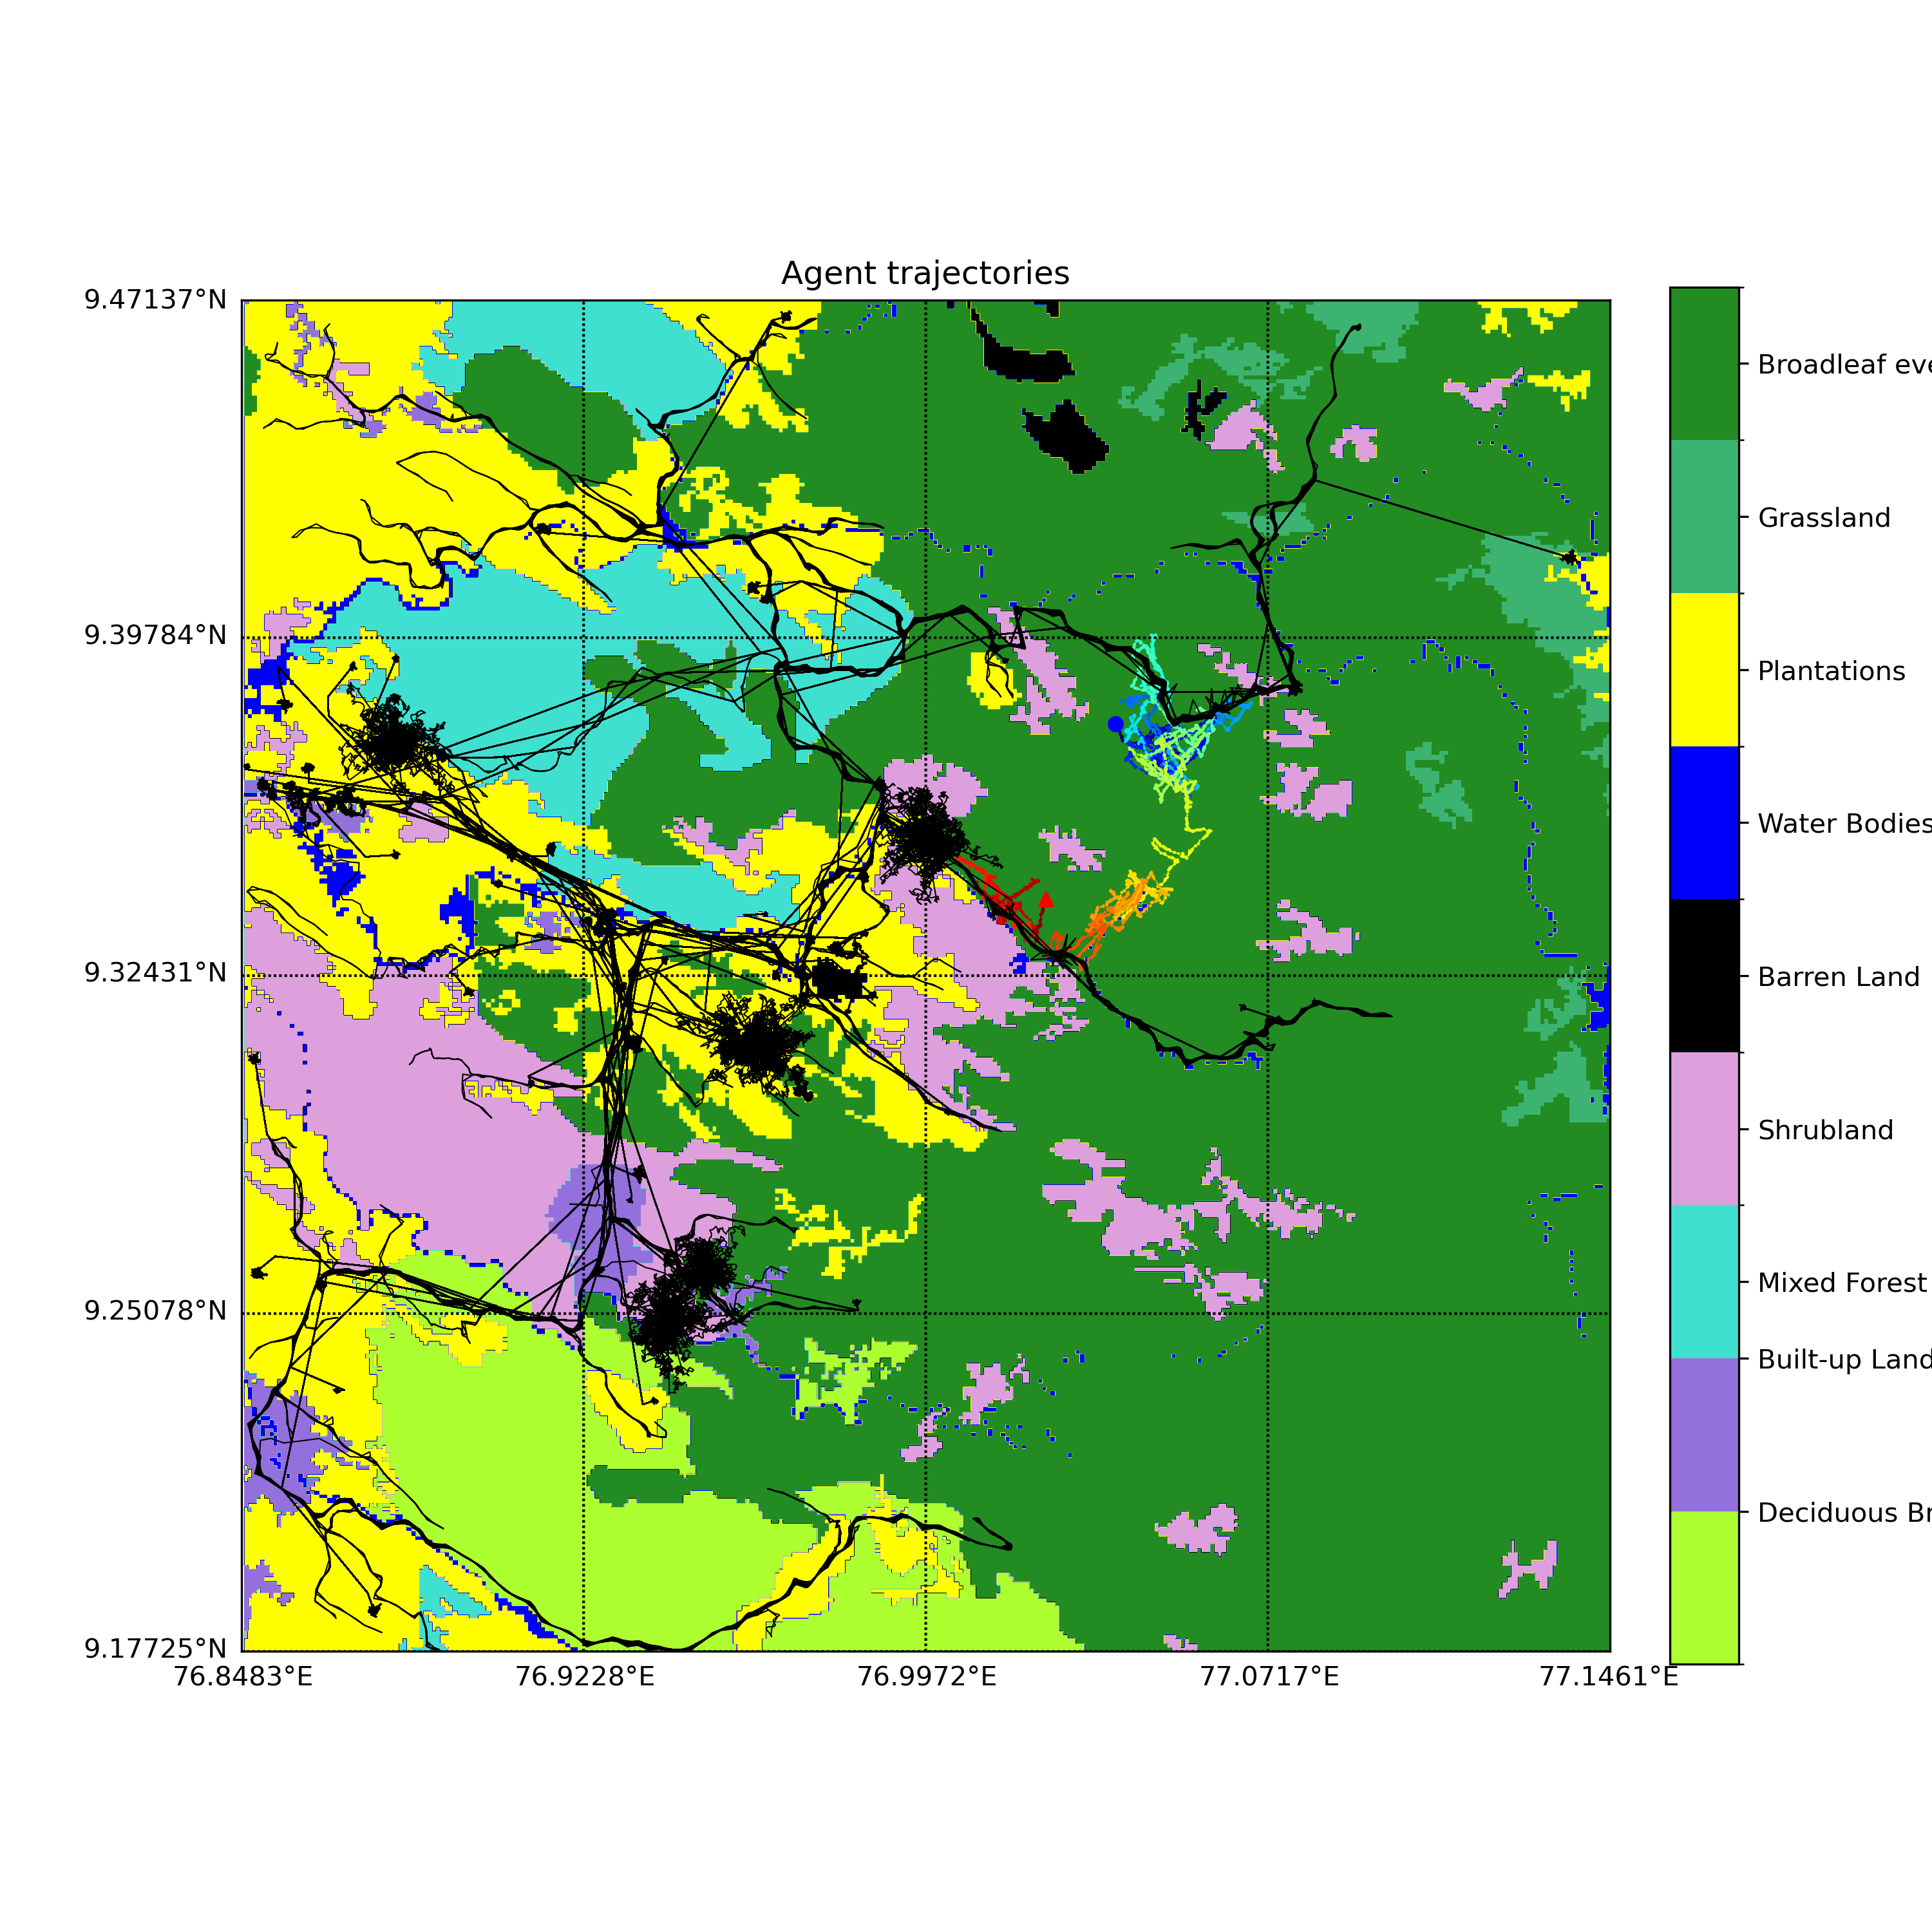 Agent trajectories
9.47137°N
9.39784°N
9.32431°N
9.25078°N
9.17725°N
76.8483°E
76.9228°E
76.9972°E
77.0717°E
77.1461°E
Broadleaf eve
Grassland
Plantations
Water Bodies
Barren Land
Shrubland
Mixed Forest
Built-up Land
Deciduous Br